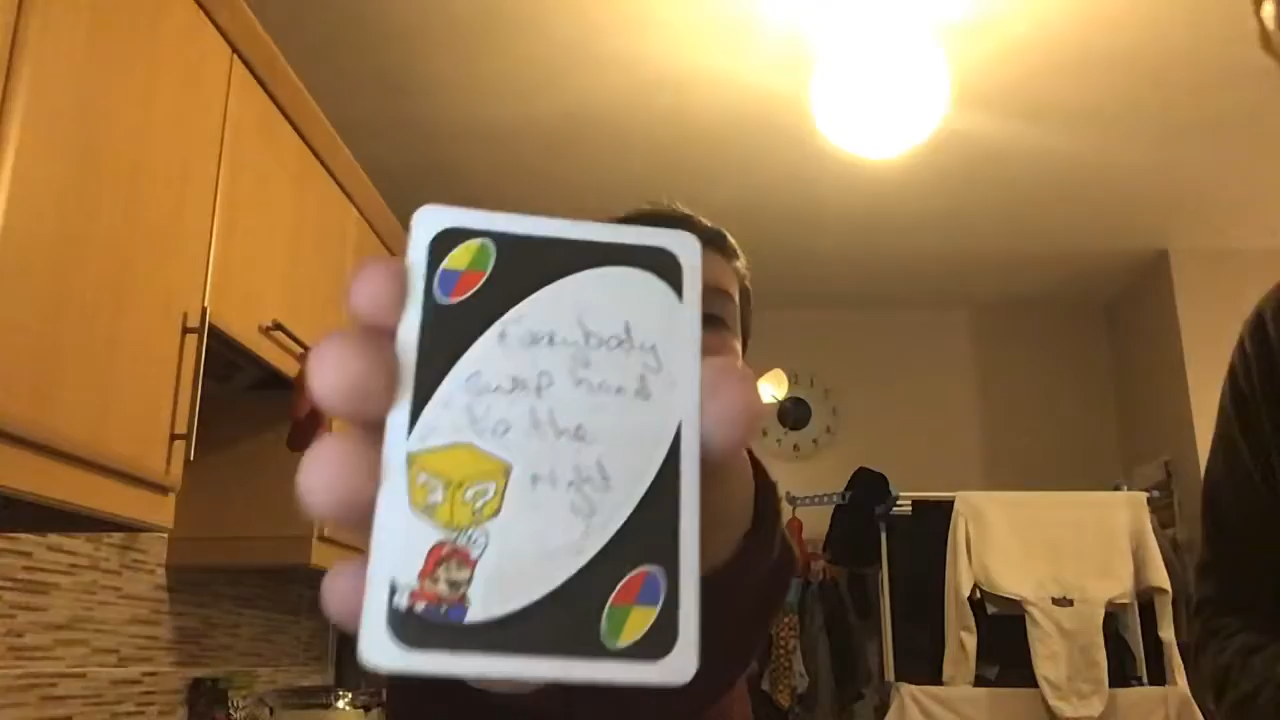 Everybody
swap hand
to the
right
? ?